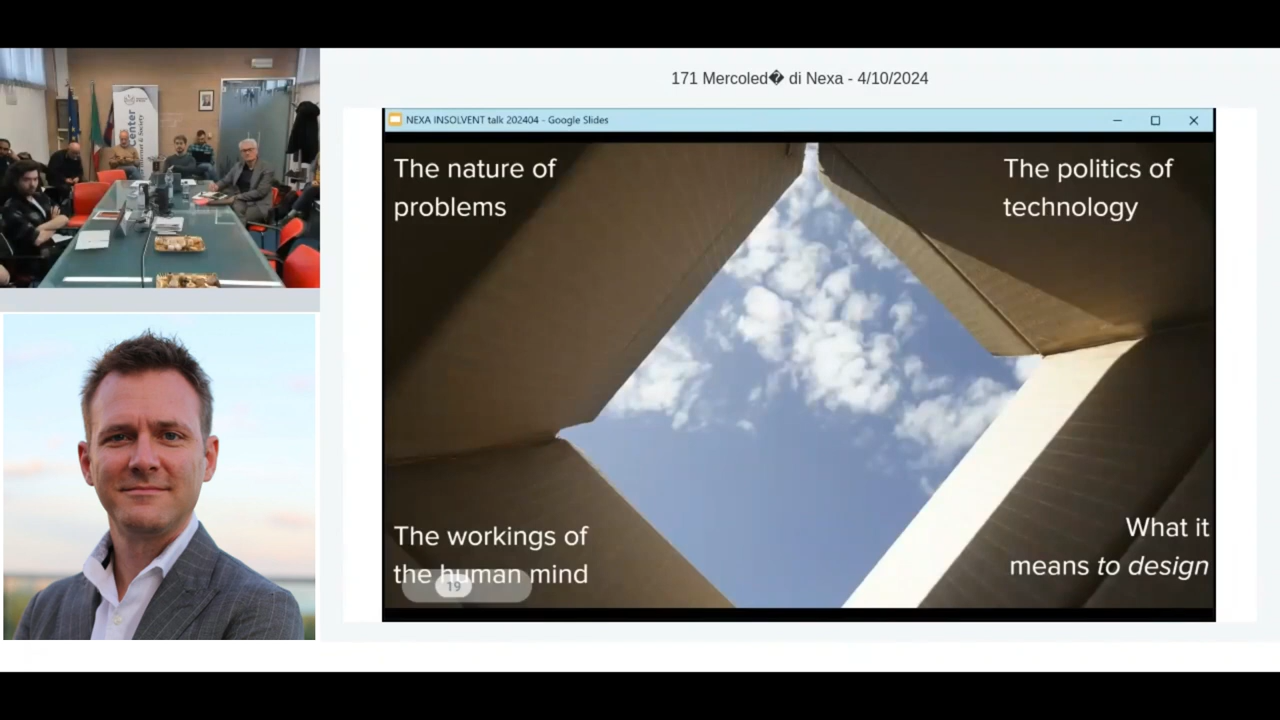 171 Mercoled� di Nexa - 4/10/2024
NEXA INSOLVENT talk 202404 - Google Slides
The nature of
problems
The politics of
technology
The workings of
the human mind
What it
means to design
19
Center